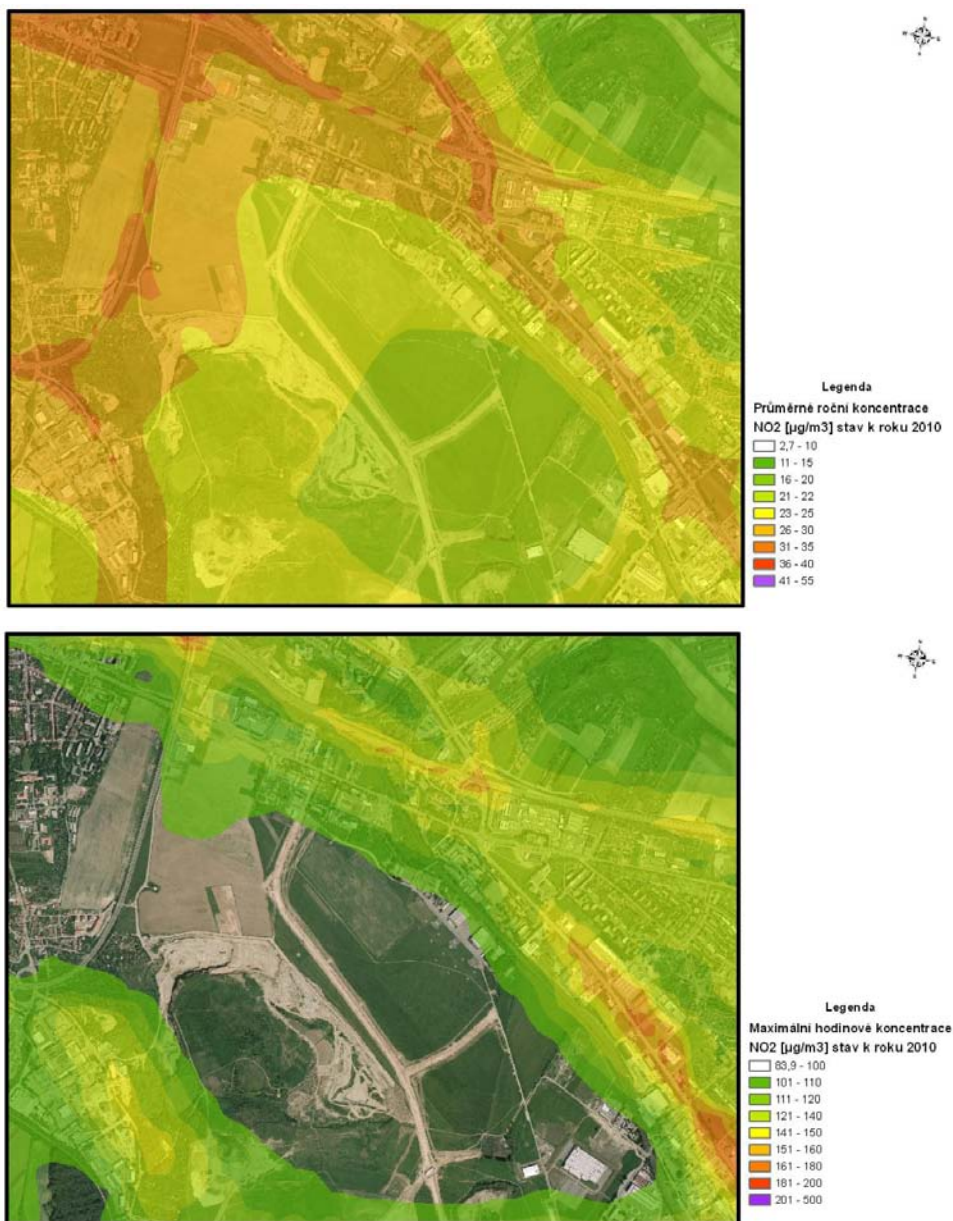 N
W
E
S
Legenda
Průměrné roční koncentrace
NO2 [µg/m3] stav k roku 2010
2,7 - 10
11 - 15
16 - 20
21 - 22
23 - 25
26 - 30
31 - 35
36 - 40
41 - 55
N
W
E
S
Legenda
Maximální hodinové koncentrace
NO2 [µg/m3] stav k roku 2010
83,9 - 100
101 - 110
111 - 120
121 - 140
141 - 150
151 - 160
161 - 180
181 - 200
201 - 500